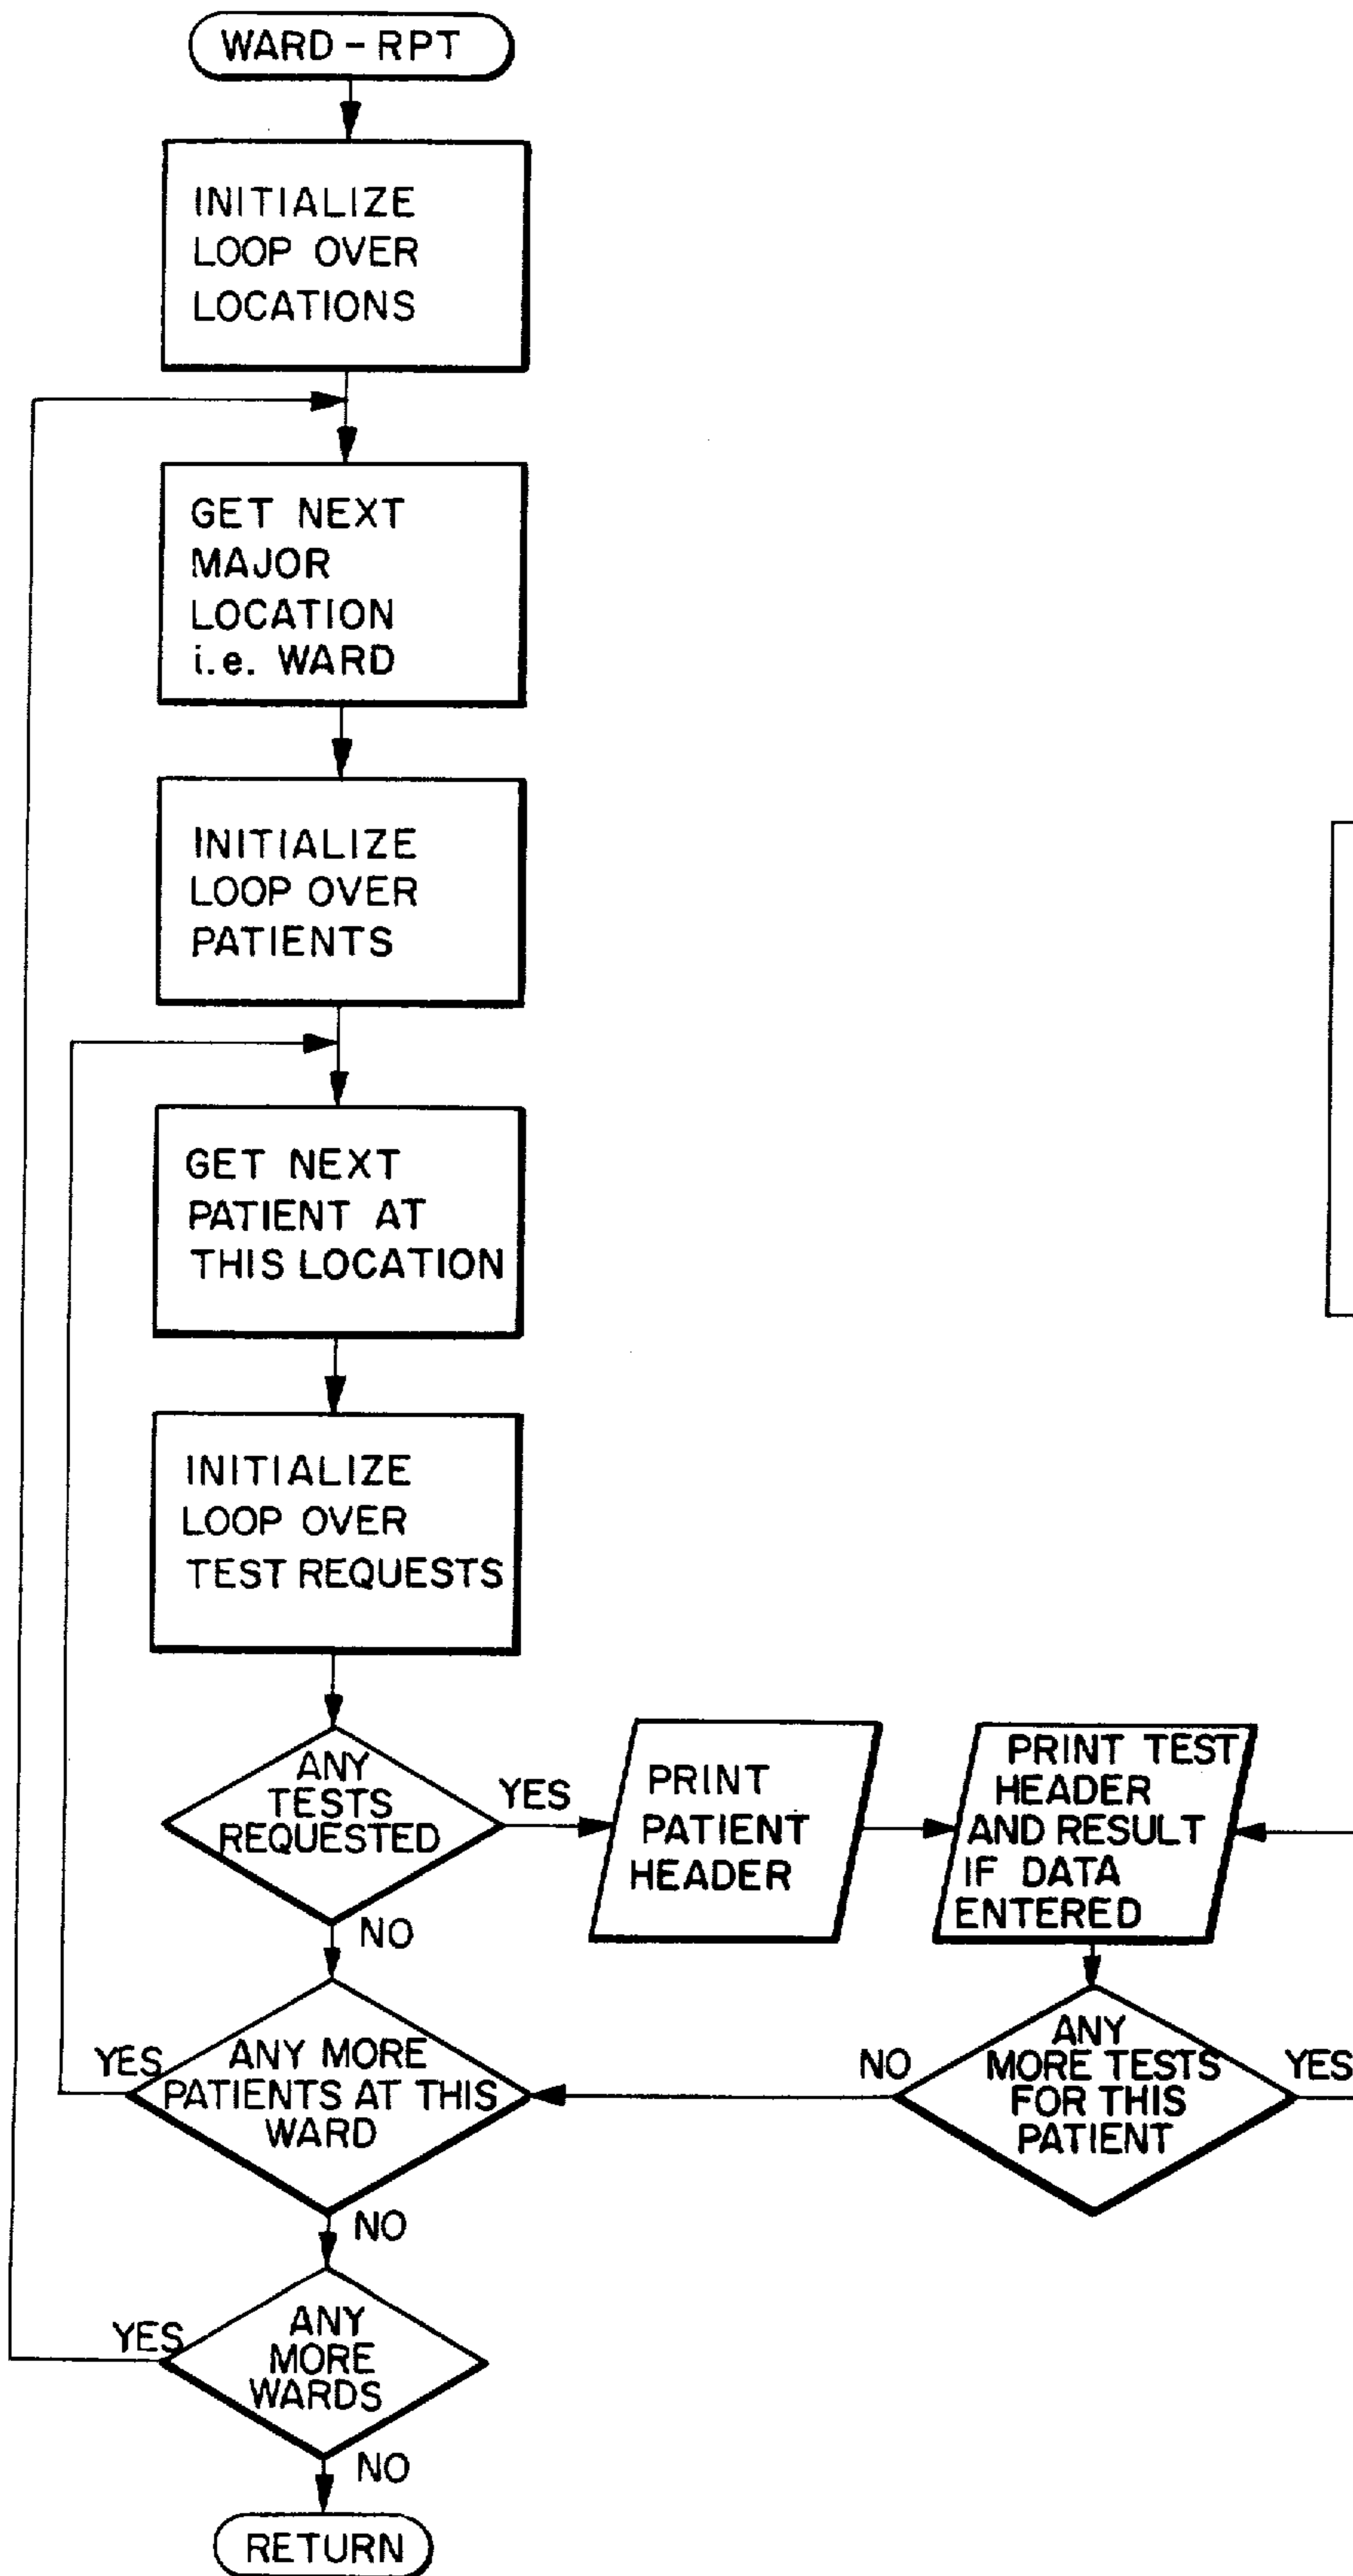 WARD-RPT
INITIALIZE
LOOP OVER
LOCATIONS
GET NEXT
MAJOR
LOCATION
i.e. WARD
INITIALIZE
LOOP OVER
PATIENTS
GET NEXT
PATIENT AT
THIS LOCATION
INITIALIZE
LOOP OVER
TEST REQUESTS
ANY
TESTS
REQUESTED
YES
NO
PRINT
PATIENT
HEADER
PRINT TEST
HEADER
AND RESULT
IF DATA
ENTERED
ANY
MORE TESTS
FOR THIS
PATIENT
NO
YES
ANY MORE
PATIENTS AT THIS
WARD
YES
NO
ANY
MORE
WARDS
YES
NO
RETURN